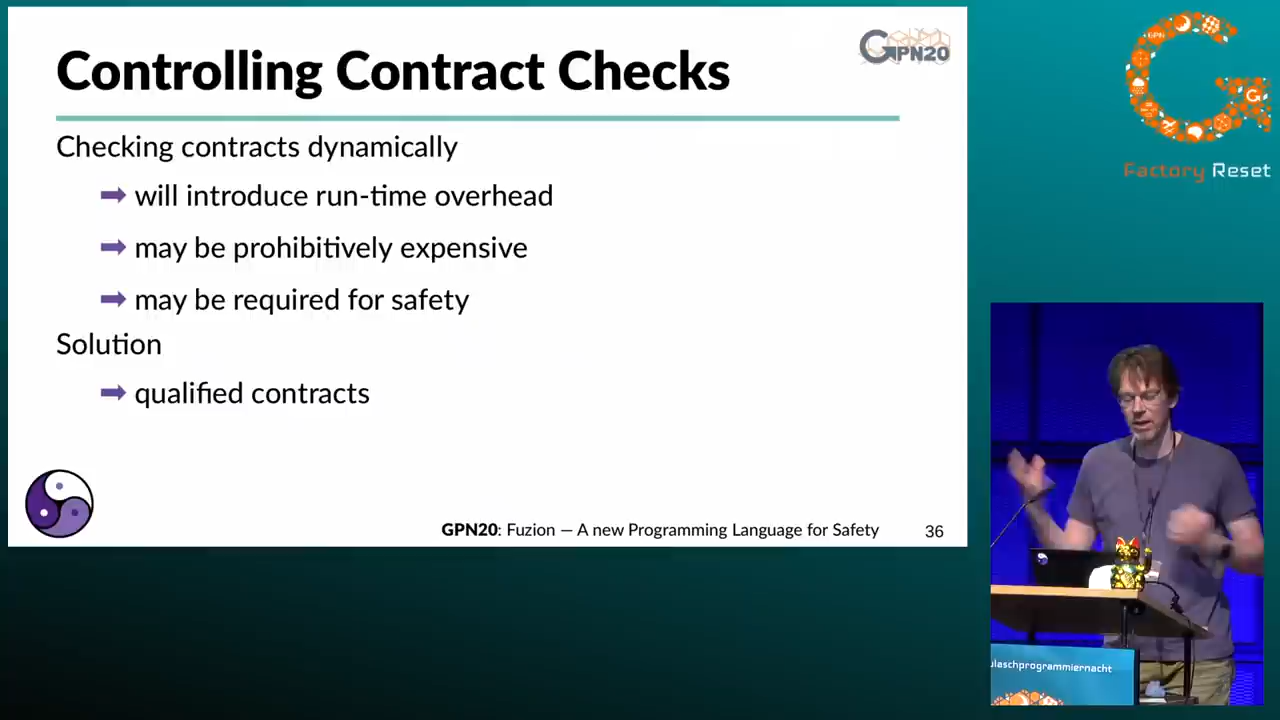 Controlling Contract Checks
GPN20
Checking contracts dynamically
will introduce run-time overhead
may be prohibitively expensive
may be required for safety
Solution
qualified contracts
GPN20: Fuzion — A new Programming Language for Safety
36
GPN
G
Factory Reset
ulaschprogrammiernacht